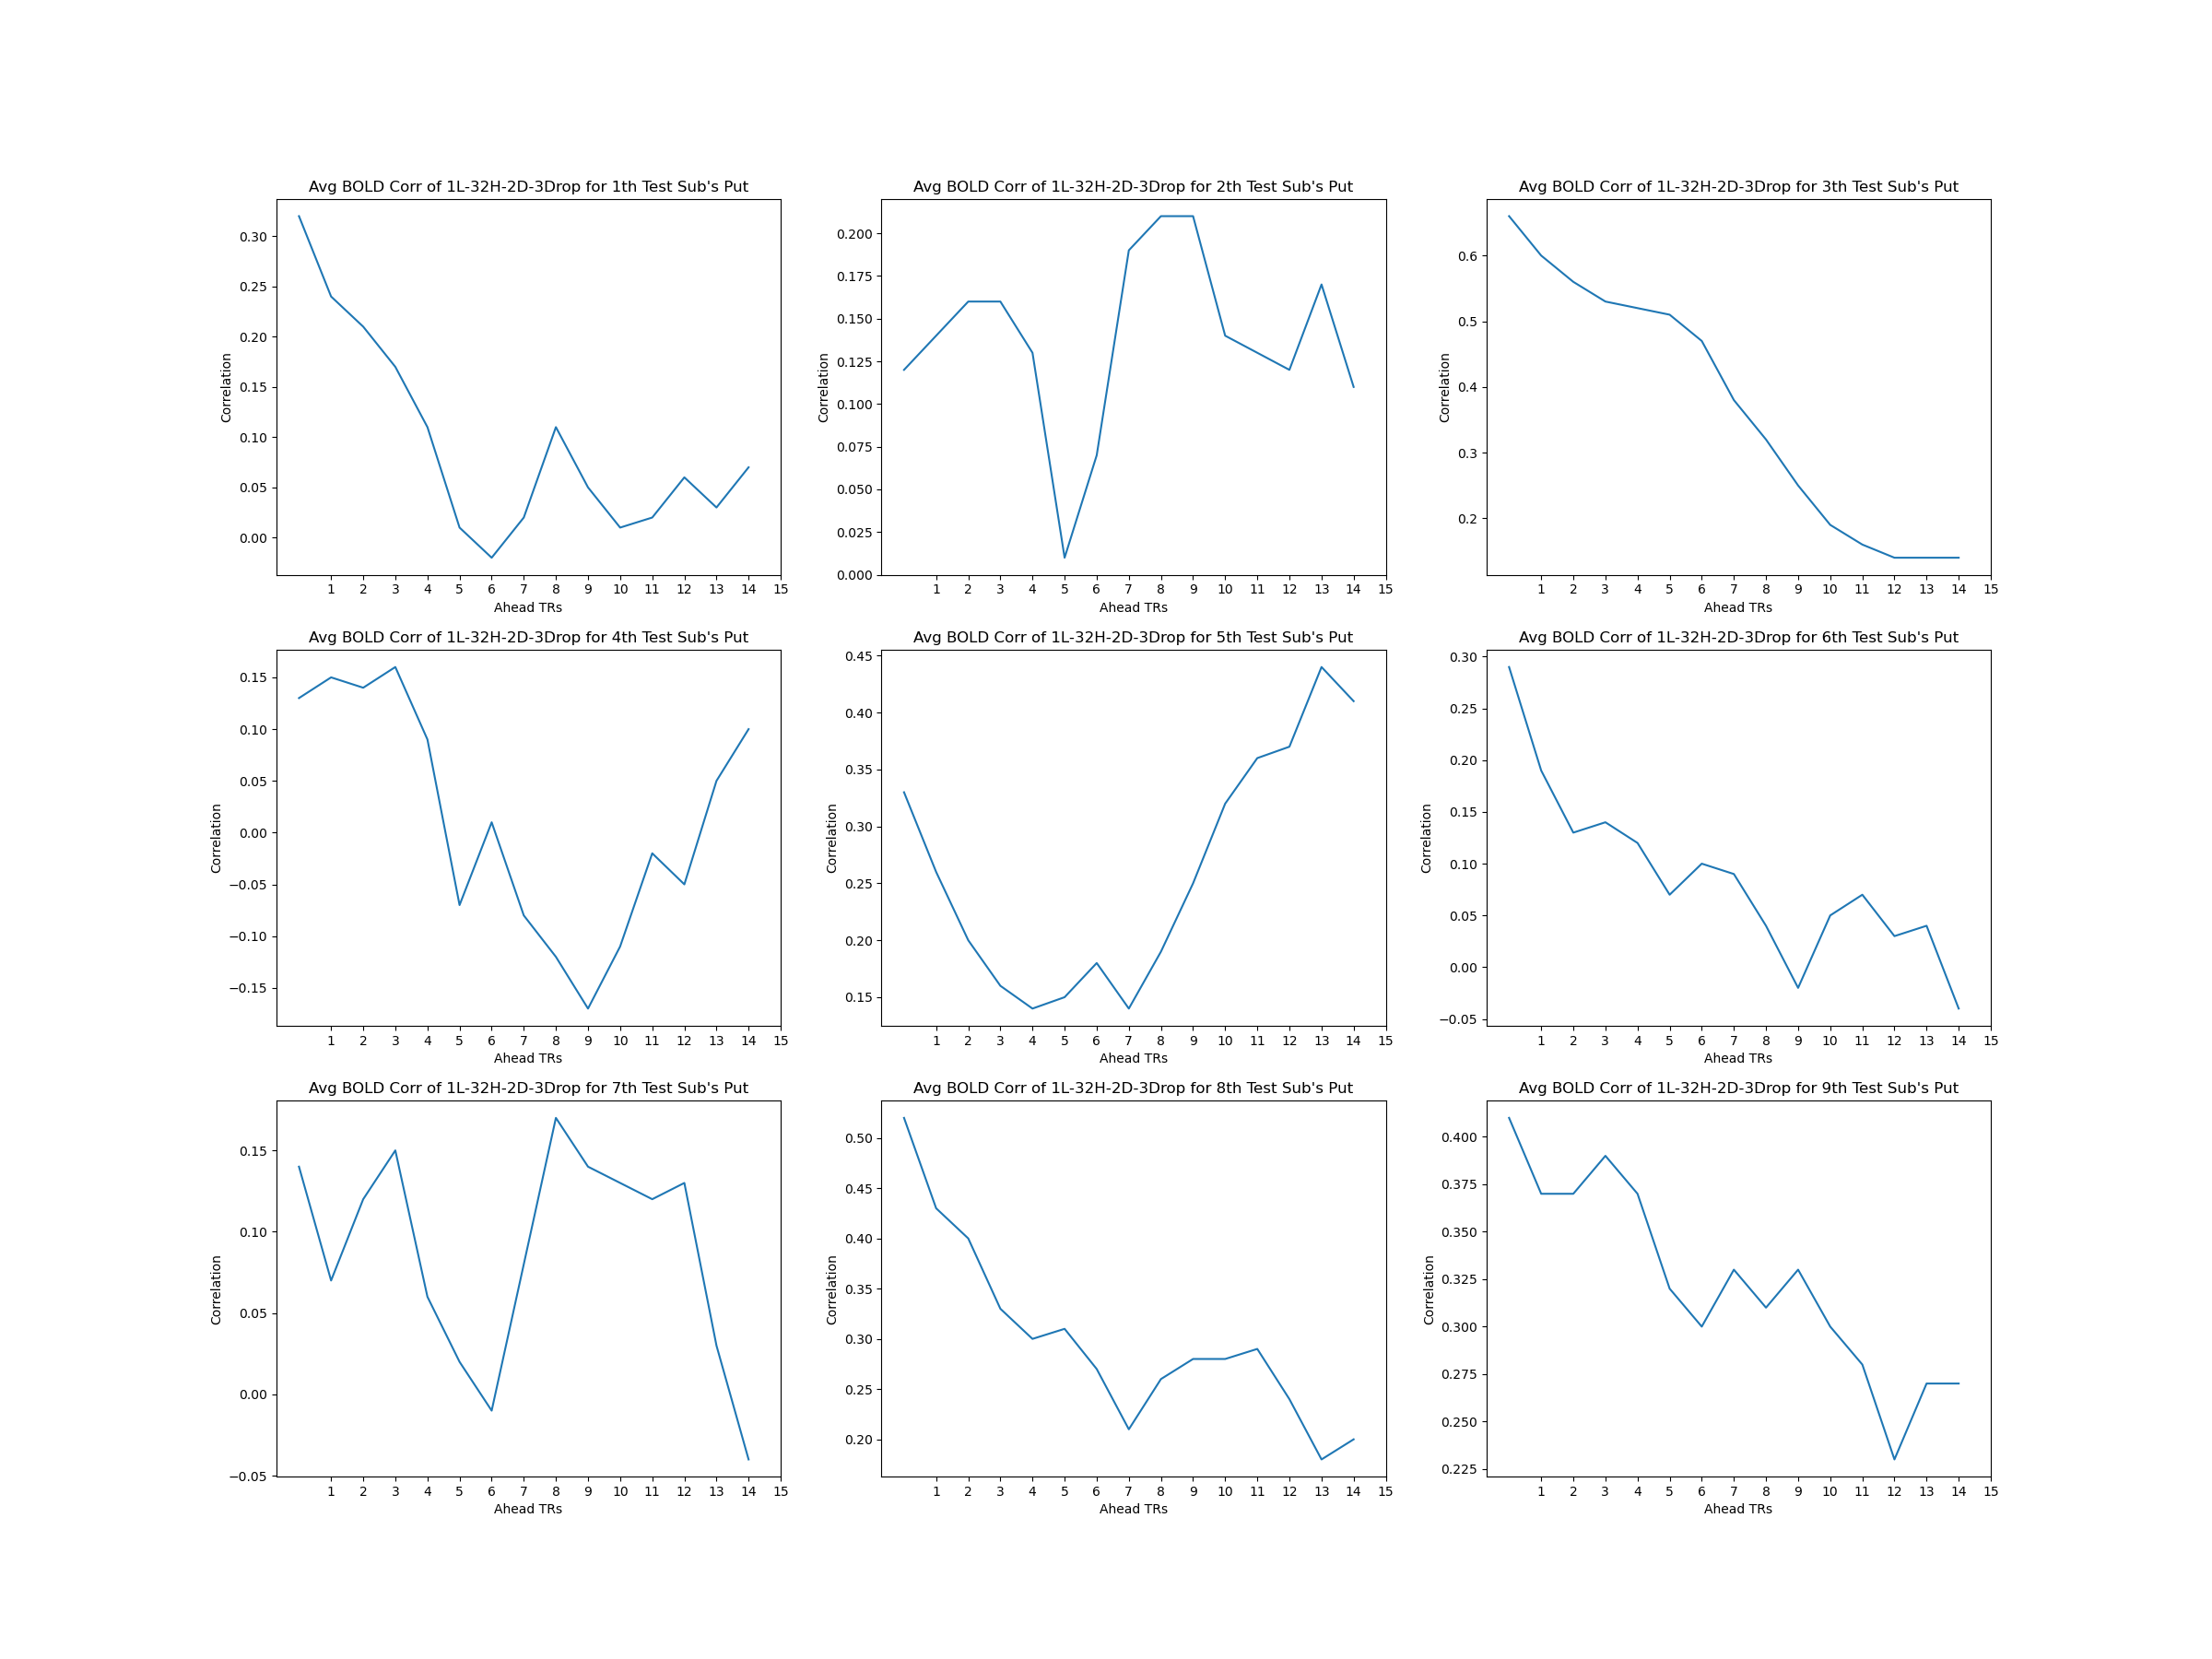 Avg BOLD Corr of 1L-32H-2D-3Drop for 1th Test Sub's Put
0.30
0.25
0.20
0.15
0.10
0.05
0.00
Correlation
1 2 3 4 5 6 7 8 9 10 11 12 13 14 15
Ahead TRs
Avg BOLD Corr of 1L-32H-2D-3Drop for 2th Test Sub's Put
0.200
0.175
0.150
0.125
0.100
0.075
0.050
0.025
0.000
Correlation
1 2 3 4 5 6 7 8 9 10 11 12 13 14 15
Ahead TRs
Avg BOLD Corr of 1L-32H-2D-3Drop for 3th Test Sub's Put
0.6
0.5
0.4
0.3
0.2
Correlation
1 2 3 4 5 6 7 8 9 10 11 12 13 14 15
Ahead TRs
Avg BOLD Corr of 1L-32H-2D-3Drop for 4th Test Sub's Put
0.15
0.10
0.05
0.00
−0.05
−0.10
−0.15
Correlation
1 2 3 4 5 6 7 8 9 10 11 12 13 14 15
Ahead TRs
Avg BOLD Corr of 1L-32H-2D-3Drop for 5th Test Sub's Put
0.45
0.40
0.35
0.30
0.25
0.20
0.15
Correlation
1 2 3 4 5 6 7 8 9 10 11 12 13 14 15
Ahead TRs
Avg BOLD Corr of 1L-32H-2D-3Drop for 6th Test Sub's Put
0.30
0.25
0.20
0.15
0.10
0.05
0.00
−0.05
Correlation
1 2 3 4 5 6 7 8 9 10 11 12 13 14 15
Ahead TRs
Avg BOLD Corr of 1L-32H-2D-3Drop for 7th Test Sub's Put
0.15
0.10
0.05
0.00
−0.05
Correlation
1 2 3 4 5 6 7 8 9 10 11 12 13 14 15
Ahead TRs
Avg BOLD Corr of 1L-32H-2D-3Drop for 8th Test Sub's Put
0.50
0.45
0.40
0.35
0.30
0.25
0.20
Correlation
1 2 3 4 5 6 7 8 9 10 11 12 13 14 15
Ahead TRs
Avg BOLD Corr of 1L-32H-2D-3Drop for 9th Test Sub's Put
0.400
0.375
0.350
0.325
0.300
0.275
0.250
0.225
Correlation
1 2 3 4 5 6 7 8 9 10 11 12 13 14 15
Ahead TRs